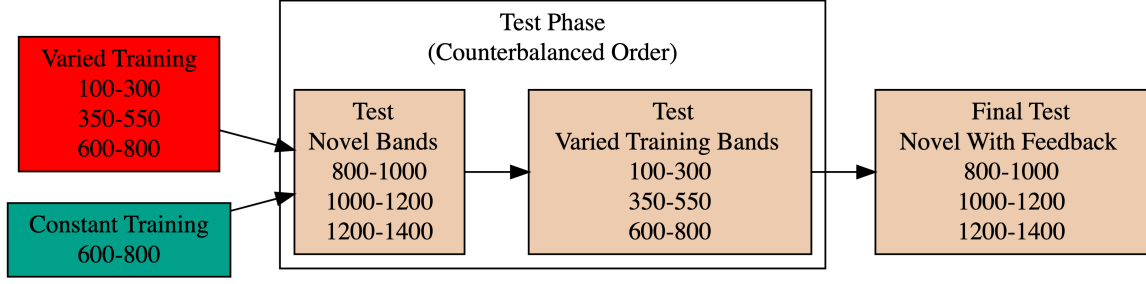 Varied Training
100-300
350-550
600-800
Constant Training
600-800
Test Phase
(Counterbalanced Order)
Test
Novel Bands
800-1000
1000-1200
1200-1400
Test
Varied Training Bands
100-300
350-550
600-800
Final Test
Novel With Feedback
800-1000
1000-1200
1200-1400